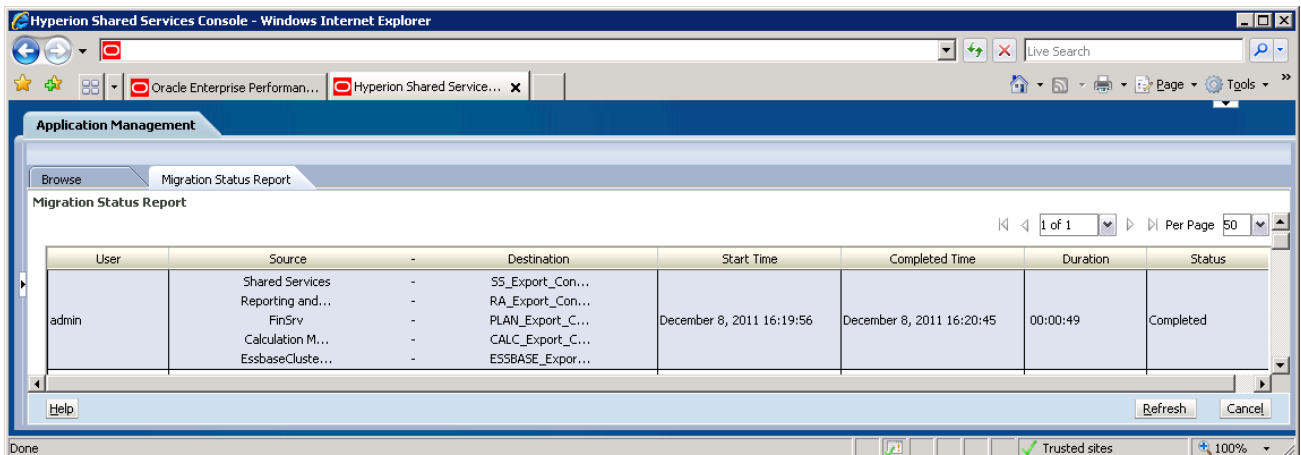 Hyperion Shared Services Console - Windows Internet Explorer
Live Search
Oracle Enterprise Performan... Hyperion Shared Service... Page Tools
Application Management
Browse Migration Status Report
Migration Status Report
1 of 1 Per Page 50
User Source - Destination Start Time Completed Time Duration Status
Shared Services - SS_Export_Con...
Reporting and... - RA_Export_Con...
admin FinSrv - PLAN_Export_C... December 8, 2011 16:19:56 December 8, 2011 16:20:45 00:00:49 Completed
Calculation M... - CALC_Export_C...
EssbaseCluste... - ESSBASE_Expor...
Help Refresh Cancel
Done Trusted sites 100%